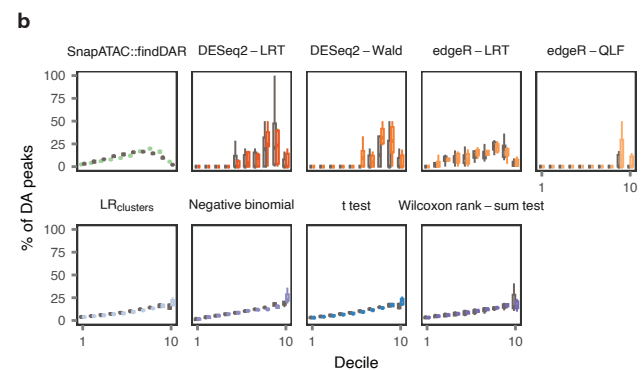 b
SnapATAC::findDAR DESeq2–LRT DESeq2–Wald edgeR–LRT edgeR–QLF
100
75
50
25
0
1 10
% of DA peaks
LRclusters Negative binomial t test Wilcoxon rank–sum test
100
75
50
25
0
1 10 1 10 1 10 1 10
Decile